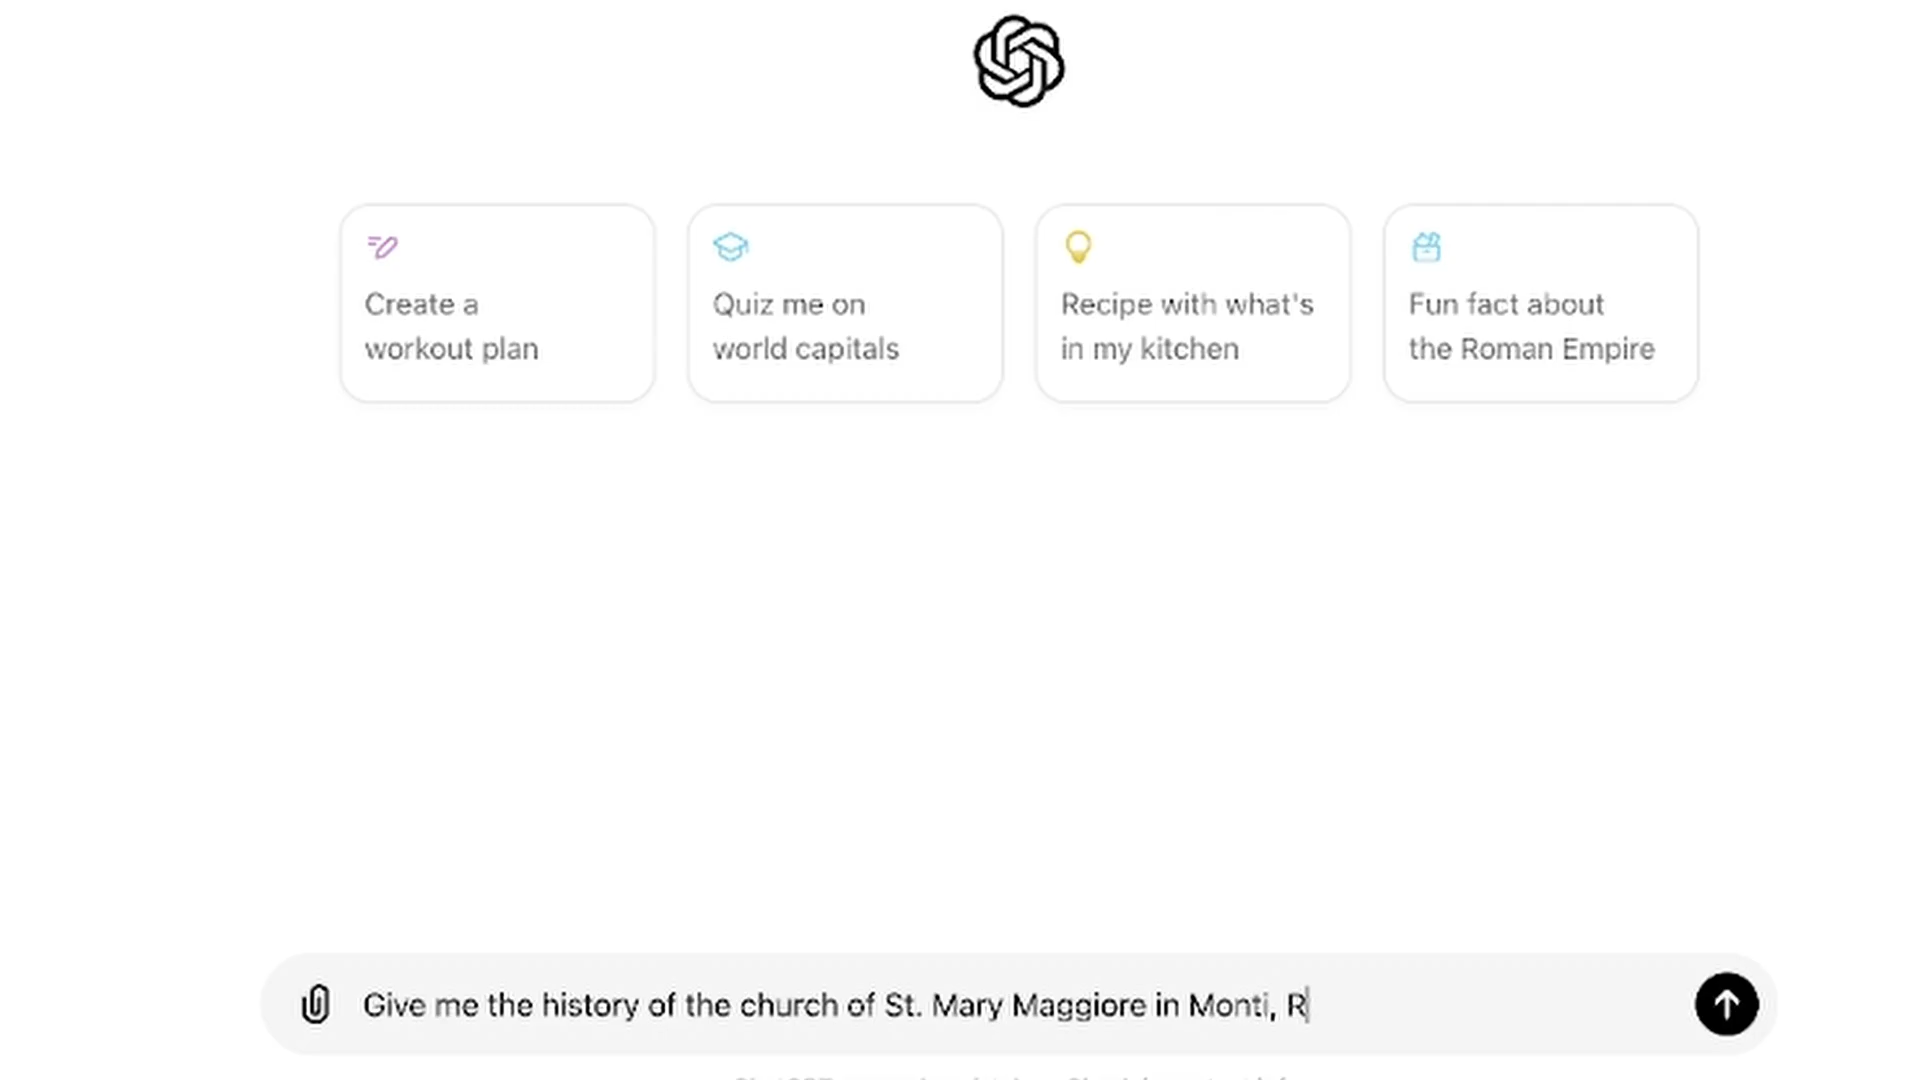 Create a
workout plan
Quiz me on
world capitals
Recipe with what's
in my kitchen
Fun fact about
the Roman Empire
Give me the history of the church of St. Mary Maggiore in Monti, R